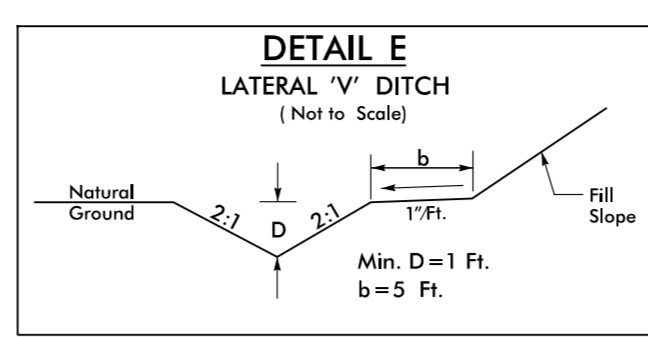 DETAIL E
LATERAL 'V' DITCH
( Not to Scale)
b
Natural
Ground
2:1
D
2:1
1"/Ft.
Fill
Slope
Min. D=1 Ft.
b=5 Ft.